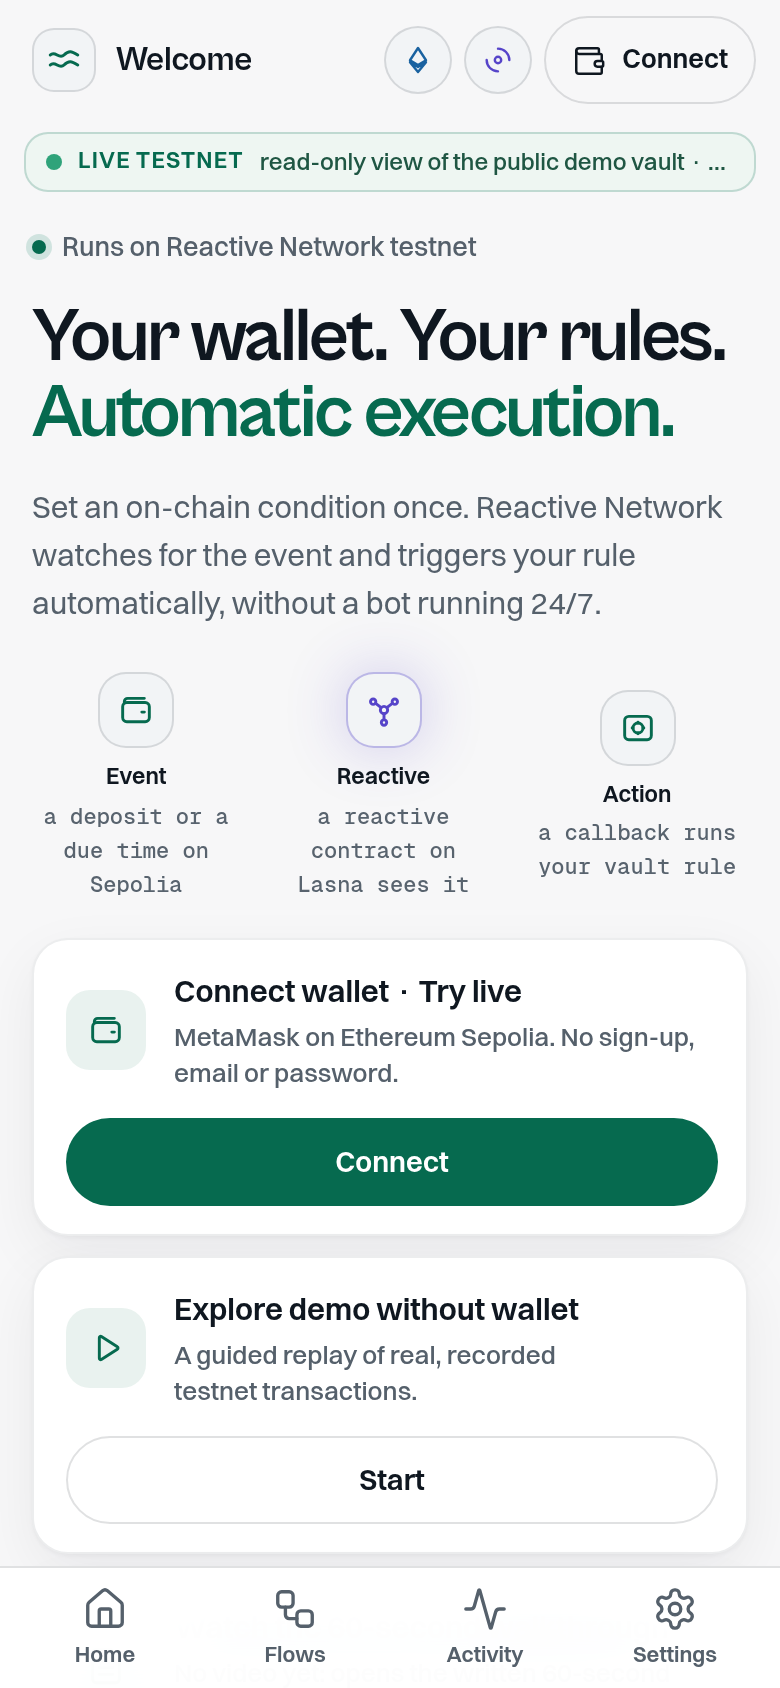 Welcome
Connect
LIVE TESTNET read-only view of the public demo vault · ...
Runs on Reactive Network testnet
Your wallet. Your rules.
Automatic execution.
Set an on-chain condition once. Reactive Network
watches for the event and triggers your rule
automatically, without a bot running 24/7.
Event
a deposit or a
due time on
Sepolia
Reactive
a reactive
contract on
Lasna sees it
Action
a callback runs
your vault rule
Connect wallet · Try live
MetaMask on Ethereum Sepolia. No sign-up,
email or password.
Connect
Explore demo without wallet
A guided replay of real, recorded
testnet transactions.
Start
Home
Flows
Activity
Settings